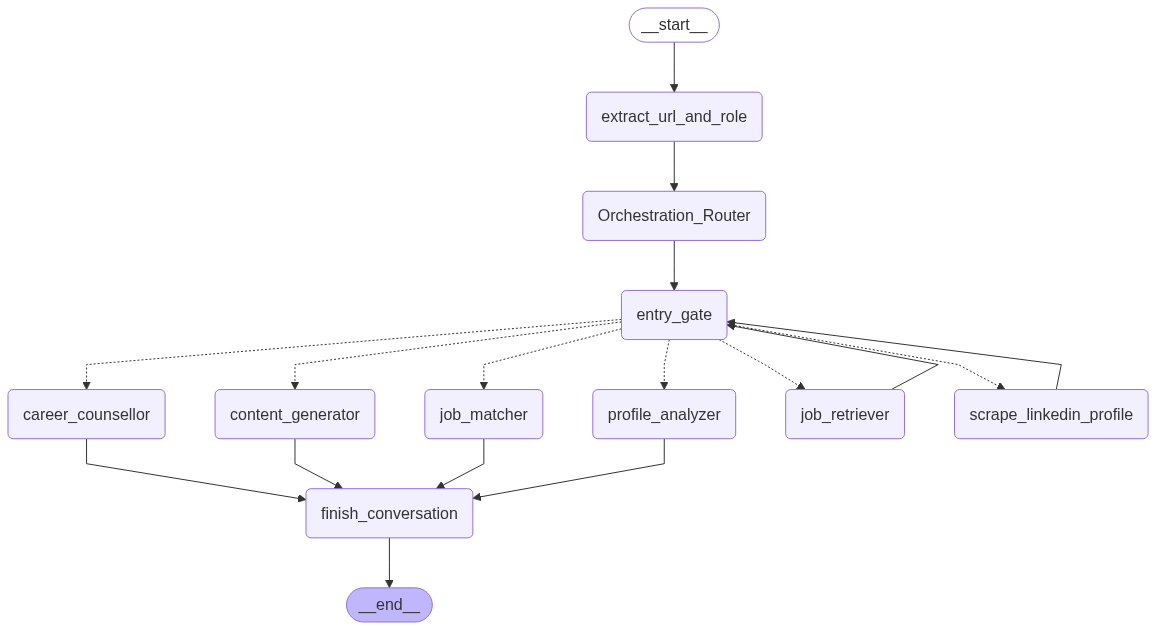 __start__
extract_url_and_role
Orchestration_Router
entry_gate
career_counsellor
content_generator
job_matcher
profile_analyzer
job_retriever
scrape_linkedin_profile
finish_conversation
__end__